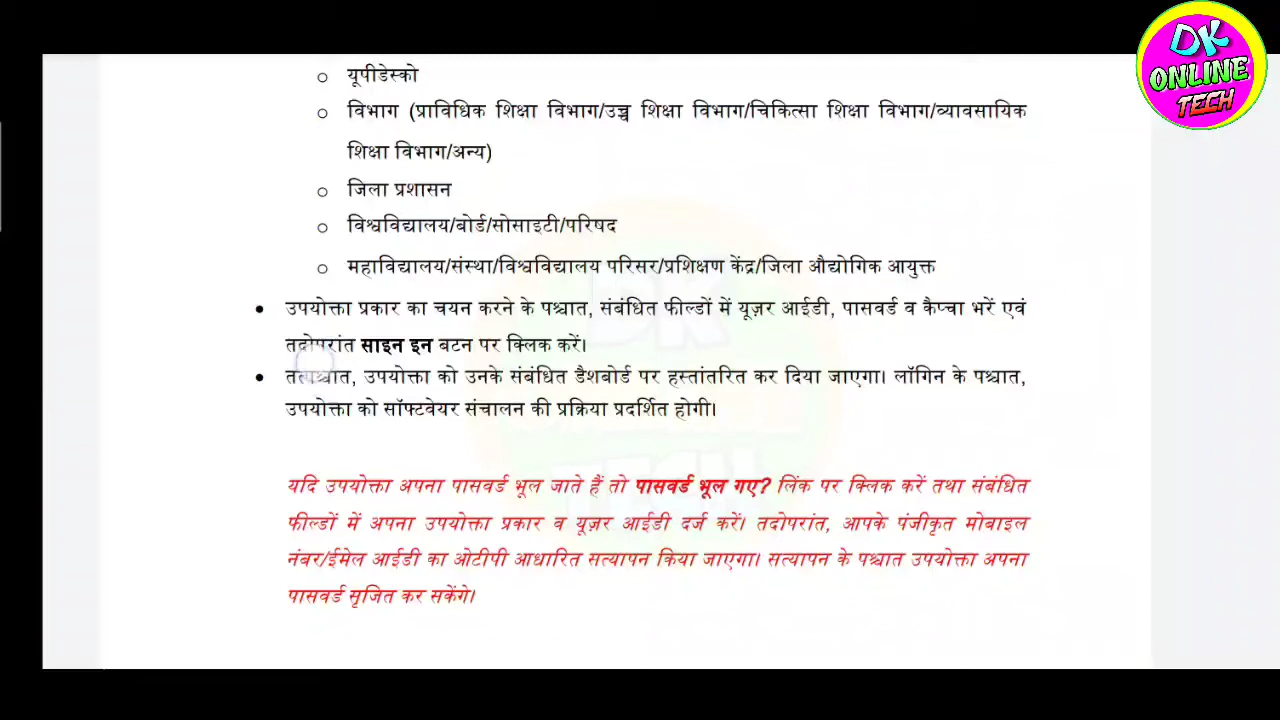 DK
ONLINE
TECH
o यूपीडेस्को
o विभाग (प्राविधिक शिक्षा विभाग/उच्च शिक्षा विभाग/चिकित्सा शिक्षा विभाग/व्यावसायिक
शिक्षा विभाग/अन्य)
o जिला प्रशासन
o विश्वविद्यालय/बोर्ड/सोसाइटी/परिषद
o महाविद्यालय/संस्था/विश्वविद्यालय परिसर/प्रशिक्षण केंद्र/जिला औद्योगिक आयुक्त
• उपयोक्ता प्रकार का चयन करने के पश्चात, संबंधित फील्डों में यूज़र आईडी, पासवर्ड व कैप्चा भरें एवं
तदोपरांत साइन इन बटन पर क्लिक करें।
• तत्पश्चात, उपयोक्ता को उनके संबंधित डैशबोर्ड पर हस्तांतरित कर दिया जाएगा। लॉगिन के पश्चात,
उपयोक्ता को सॉफ्टवेयर संचालन की प्रक्रिया प्रदर्शित होगी।
यदि उपयोक्ता अपना पासवर्ड भूल जाते हैं तो पासवर्ड भूल गए? लिंक पर क्लिक करें तथा संबंधित
फील्डों में अपना उपयोक्ता प्रकार व यूज़र आईडी दर्ज करें। तदोपरांत, आपके पंजीकृत मोबाइल
नंबर/ईमेल आईडी का ओटीपी आधारित सत्यापन किया जाएगा। सत्यापन के पश्चात उपयोक्ता अपना
पासवर्ड सृजित कर सकेंगे।